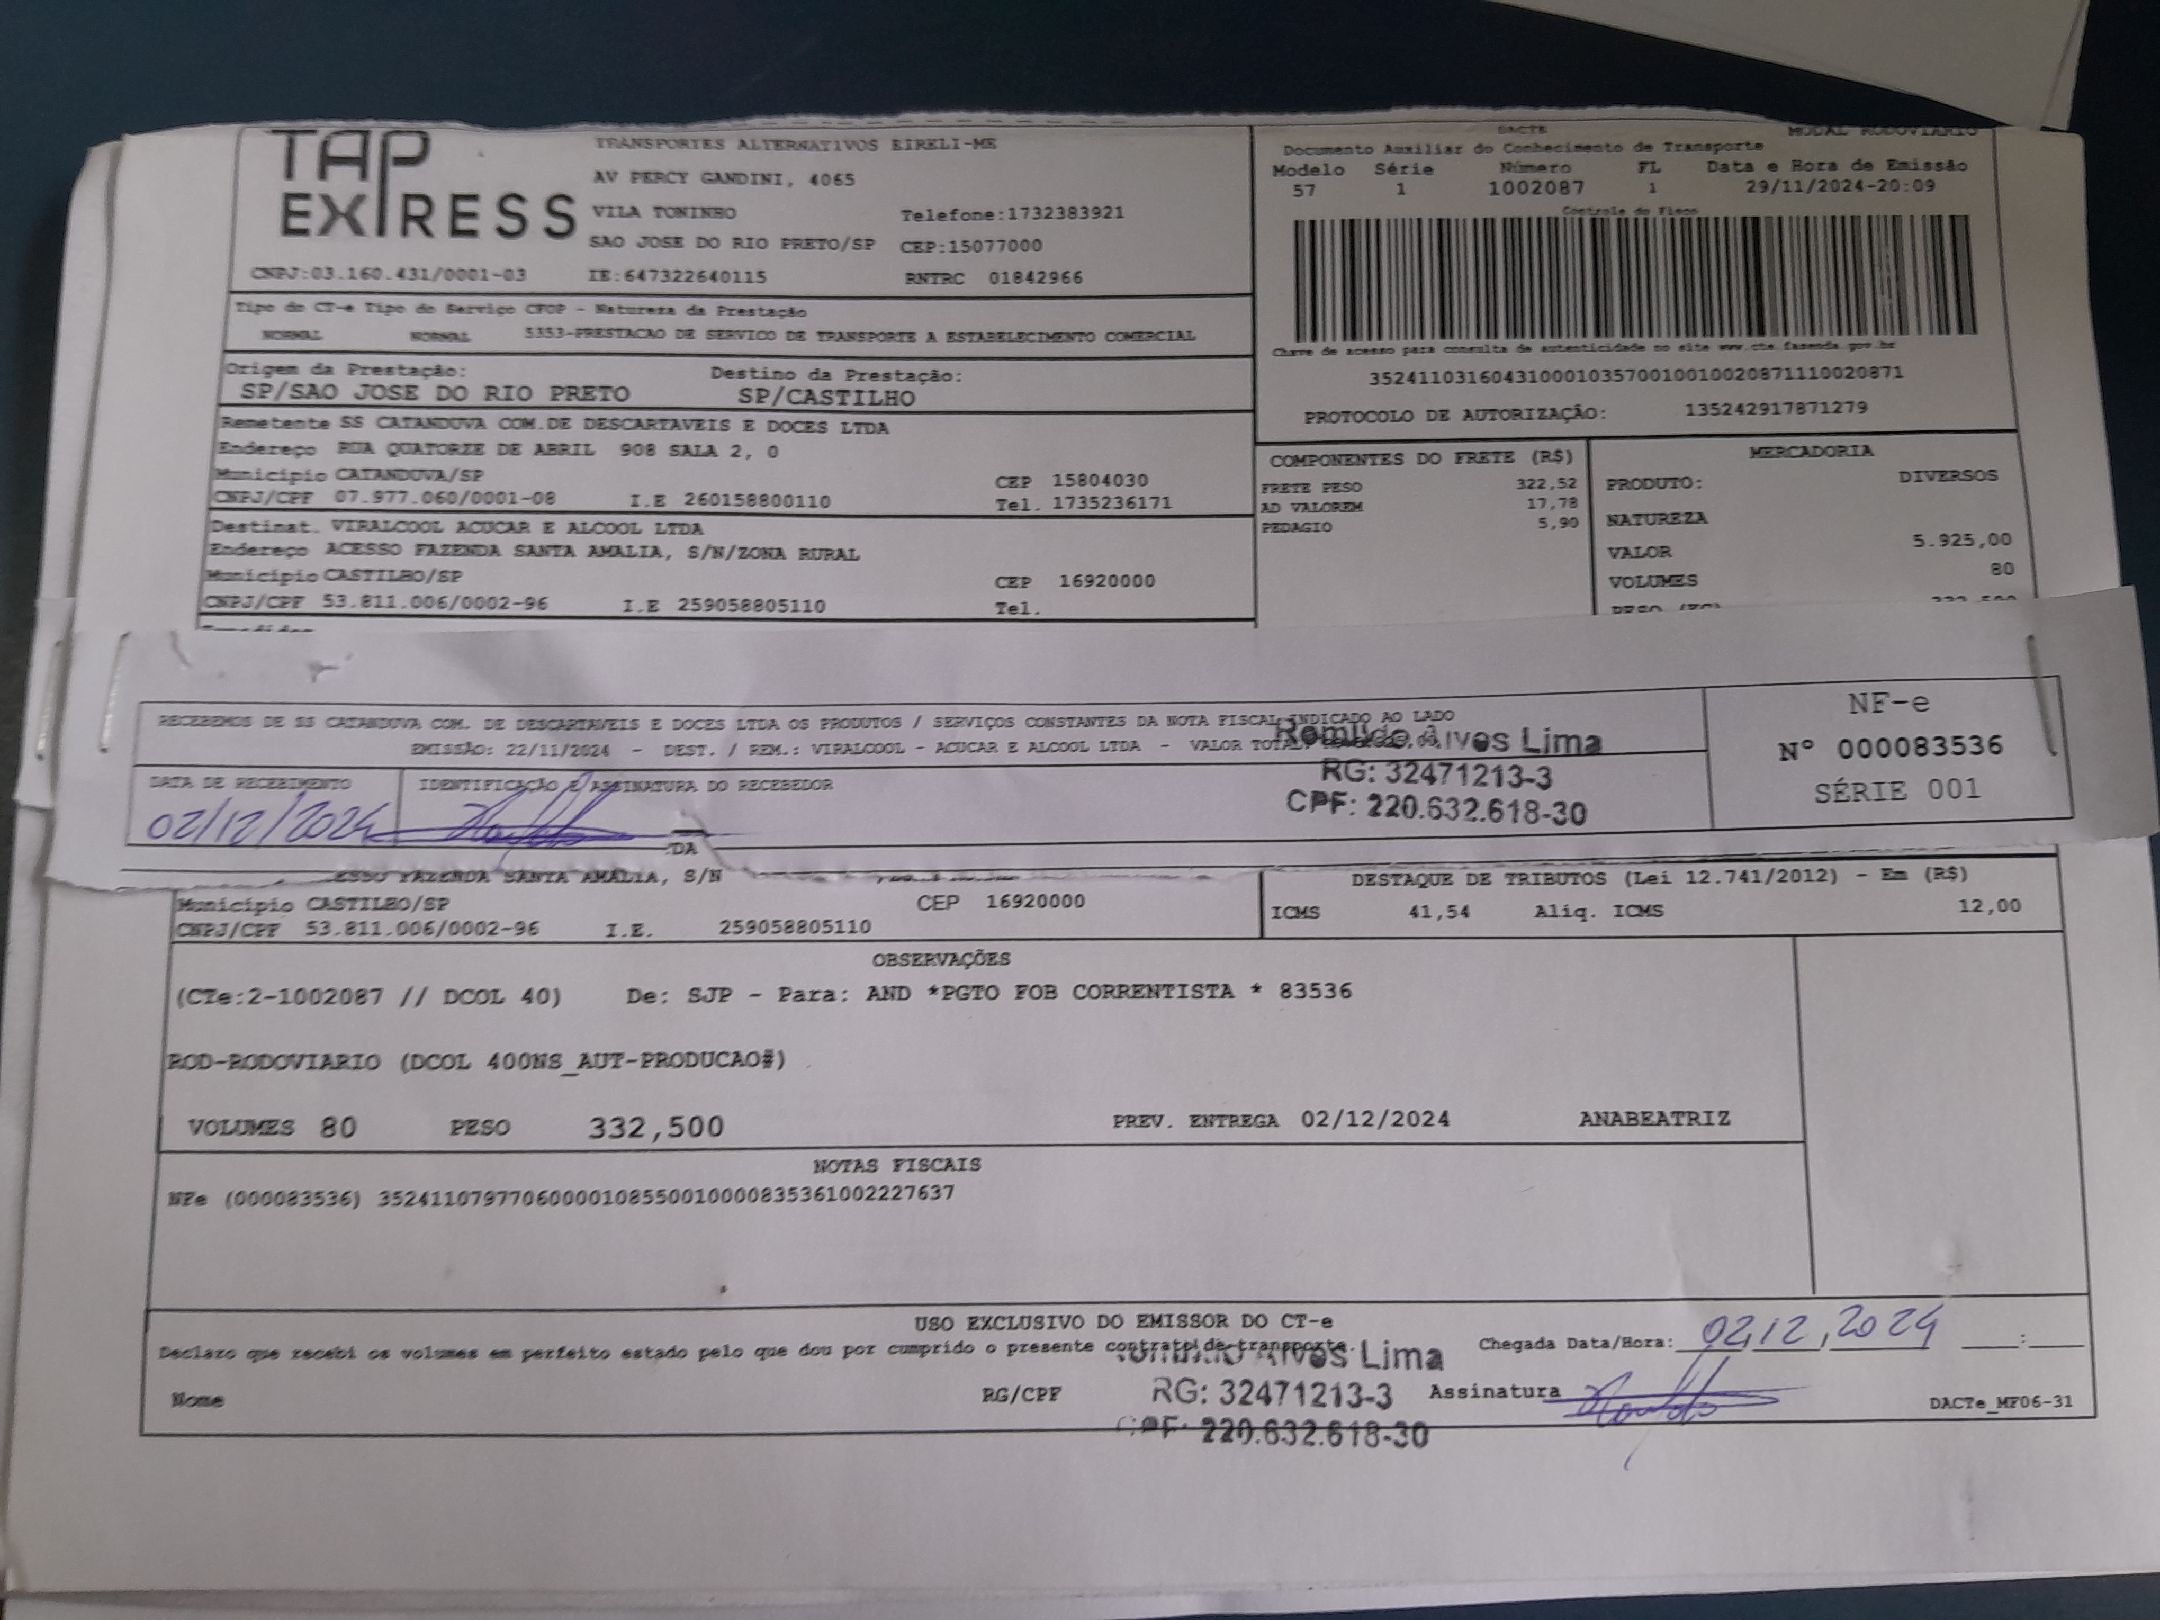 TAP
EXPRESS
TRANSPORTES ALTERNATIVOS EIRELI-ME
AV PERCY GANDINI, 4065
VILA TONINHO Telefone:1732383921
SAO JOSE DO RIO PRETO/SP CEP:15077000
CNPJ:03.160.431/0001-03 IE:647322640115 RNTRC 01842966
DACTE MODAL RODOVIARIO
Documento Auxiliar do Conhecimento de Transporte
Modelo Série Número FL Data e Hora de Emissão
57 1 1002087 1 29/11/2024-20:09
Controle do Fisco
Chave de acesso para consulta de autenticidade no site www.cte.fazenda.gov.br
35241103160431000103570010010020871110020871
PROTOCOLO DE AUTORIZAÇÃO: 135242917871279
Tipo do CT-e Tipo do Serviço CFOP - Natureza da Prestação
NORMAL NORMAL 5353-PRESTACAO DE SERVICO DE TRANSPORTE A ESTABELECIMENTO COMERCIAL
Origem da Prestação: Destino da Prestação:
SP/SAO JOSE DO RIO PRETO SP/CASTILHO
Remetente SS CATANDUVA COM.DE DESCARTAVEIS E DOCES LTDA
Endereço RUA QUATORZE DE ABRIL 908 SALA 2, 0
Município CATANDUVA/SP CEP 15804030
CNPJ/CPF 07.977.060/0001-08 I.E 260158800110 Tel. 1735236171
Destinat. VIRALCOOL ACUCAR E ALCOOL LTDA
Endereço ACESSO FAZENDA SANTA AMALIA, S/N/ZONA RURAL
Município CASTILHO/SP CEP 16920000
CNPJ/CPF 53.811.006/0002-96 I.E 259058805110 Tel.
COMPONENTES DO FRETE (R$)
FRETE PESO 322,52
AD VALOREM 17,78
PEDAGIO 5,90
MERCADORIA
PRODUTO: DIVERSOS
NATUREZA
VALOR 5.925,00
VOLUMES 80
RECEBEMOS DE SS CATANDUVA COM. DE DESCARTAVEIS E DOCES LTDA OS PRODUTOS / SERVIÇOS CONSTANTES DA NOTA FISCAL INDICADO AO LADO
EMISSÃO: 22/11/2024 - DEST. / REM.: VIRALCOOL - ACUCAR E ALCOOL LTDA - VALOR TOTAL:
DATA DE RECEBIMENTO IDENTIFICAÇÃO E ASSINATURA DO RECEBEDOR
02/12/2024
Romildo Alves Lima
RG: 32471213-3
CPF: 220.632.618-30
NF-e
Nº 000083536
SÉRIE 001
DA
ESSO FAZENDA SANTA AMALIA, S/N
Município CASTILHO/SP CEP 16920000
CNPJ/CPF 53.811.006/0002-96 I.E. 259058805110
DESTAQUE DE TRIBUTOS (Lei 12.741/2012) - Em (R$)
ICMS 41,54 Aliq. ICMS 12,00
OBSERVAÇÕES
(CTe:2-1002087 // DCOL 40) De: SJP - Para: AND *PGTO FOB CORRENTISTA * 83536
ROD-RODOVIARIO (DCOL 400NS_AUT-PRODUCAO#)
VOLUMES 80 PESO 332,500 PREV. ENTREGA 02/12/2024 ANABEATRIZ
NOTAS FISCAIS
NFe (000083536) 35241107977060000108550010000835361002227637
USO EXCLUSIVO DO EMISSOR DO CT-e
Declaro que recebi os volumes em perfeito estado pelo que dou por cumprido o presente contrato de transporte. Chegada Data/Hora: 02,12,2024 __:__
Alves Lima
Nome RG/CPF RG: 32471213-3 Assinatura DACTe_MF06-31
CPF: 220.632.618-30